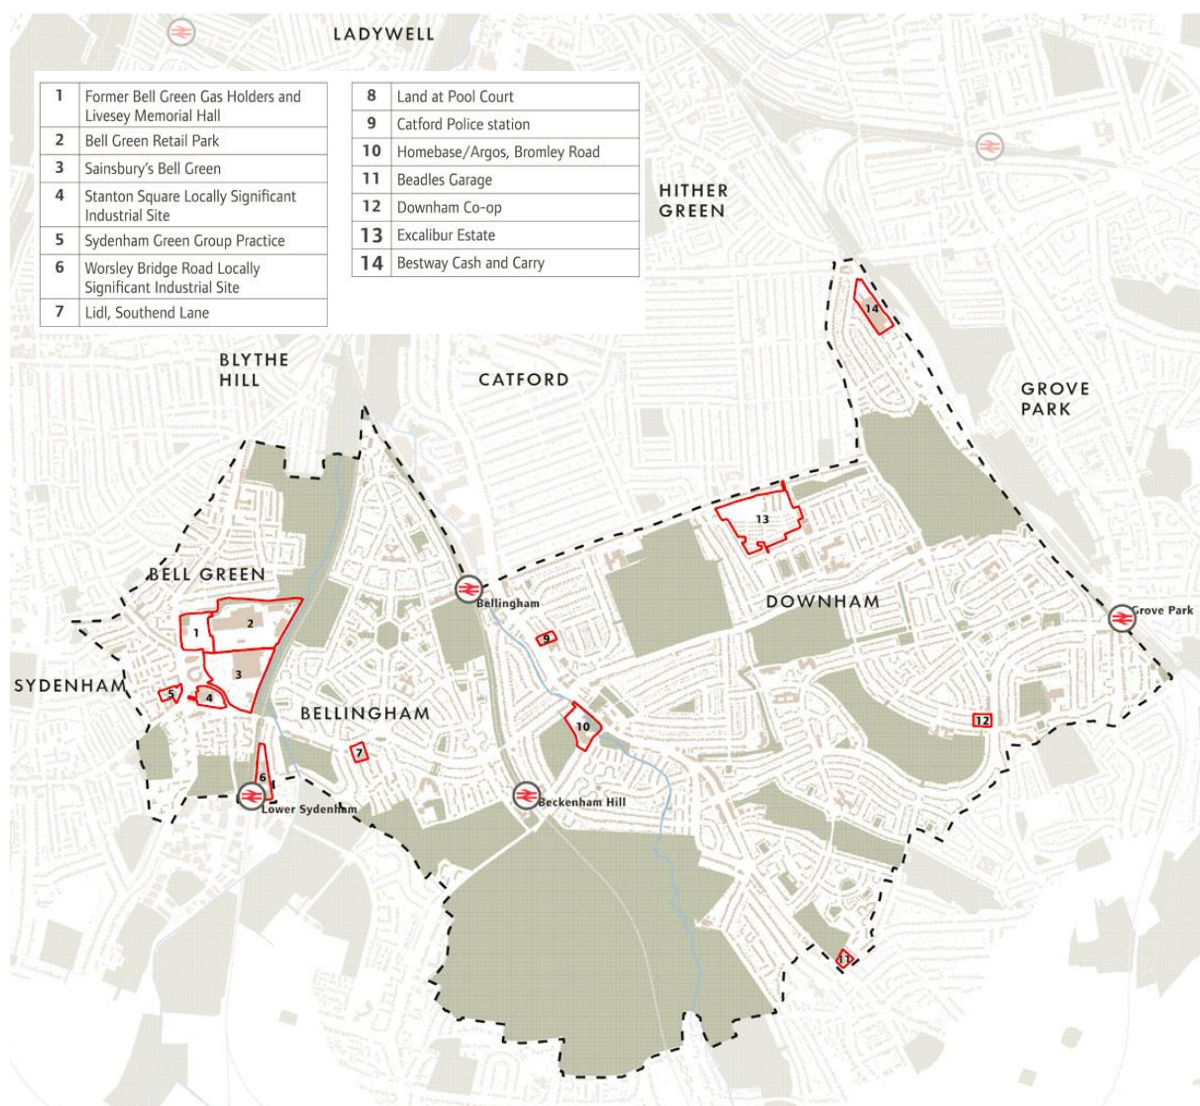 LADYWELL
1 Former Bell Green Gas Holders and
Livesey Memorial Hall
2 Bell Green Retail Park
3 Sainsbury's Bell Green
4 Stanton Square Locally Significant
Industrial Site
5 Sydenham Green Group Practice
6 Worsley Bridge Road Locally
Significant Industrial Site
7 Lidl, Southend Lane
8 Land at Pool Court
9 Catford Police station
10 Homebase/Argos, Bromley Road
11 Beadles Garage
12 Downham Co-op
13 Excalibur Estate
14 Bestway Cash and Carry
HITHER
GREEN
14
BLYTHE
HILL
CATFORD
GROVE
PARK
13
BELL GREEN
Bellingham
DOWNHAM
Grove Park
1
2
9
3
SYDENHAM
5
4
BELLINGHAM
10
12
7
6
Lower Sydenham
Beckenham Hill
11